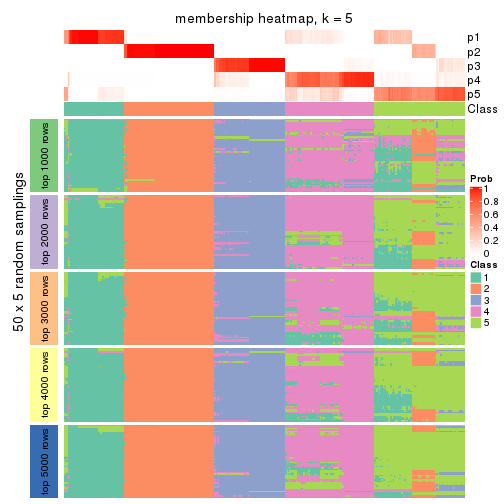 membership heatmap, k = 5
p1
p2
p3
p4
p5
Class
50 x 5 random samplings
top 1000 rows
top 2000 rows
top 3000 rows
top 4000 rows
top 5000 rows
Prob
1
0.8
0.6
0.4
0.2
0
Class
1
2
3
4
5